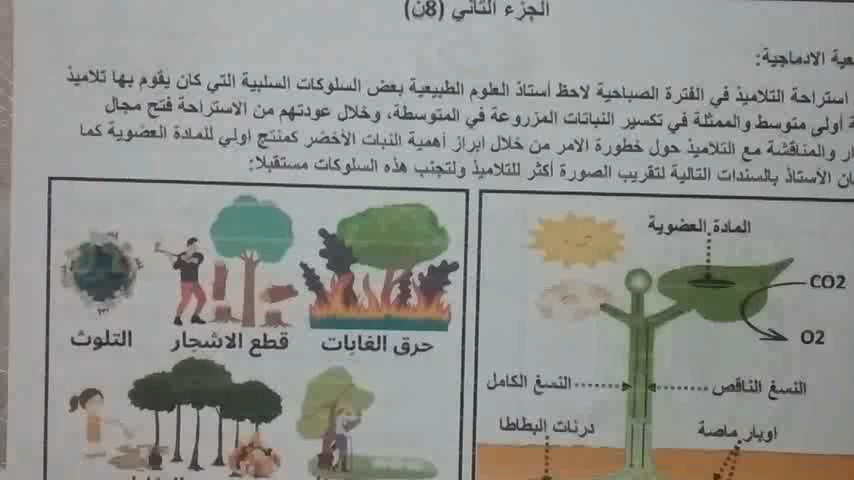 الجزء الثاني (8ن)
الادماجية:
استراحة التلاميذ في الفترة الصباحية لاحظ أستاذ العلوم الطبيعية بعض السلوكات السلبية التي كان يقوم بها تلاميذ
أولى متوسط والممثلة في تكسير النباتات المزروعة في المتوسطة، وخلال عودتهم من الاستراحة فتح مجال
والمناقشة مع التلاميذ حول خطورة الامر من خلال ابراز أهمية النبات الأخضر كمنتج اولي للمادة العضوية كما
الأستاذ بالسندات التالية لتقريب الصورة أكثر للتلاميذ ولتجنب هذه السلوكات مستقبلا:
المادة العضوية
CO2
O2
النسغ الناقص
النسغ الكامل
اوبار ماصة
درنات البطاطا
حرق الغابات
قطع الاشجار
التلوث